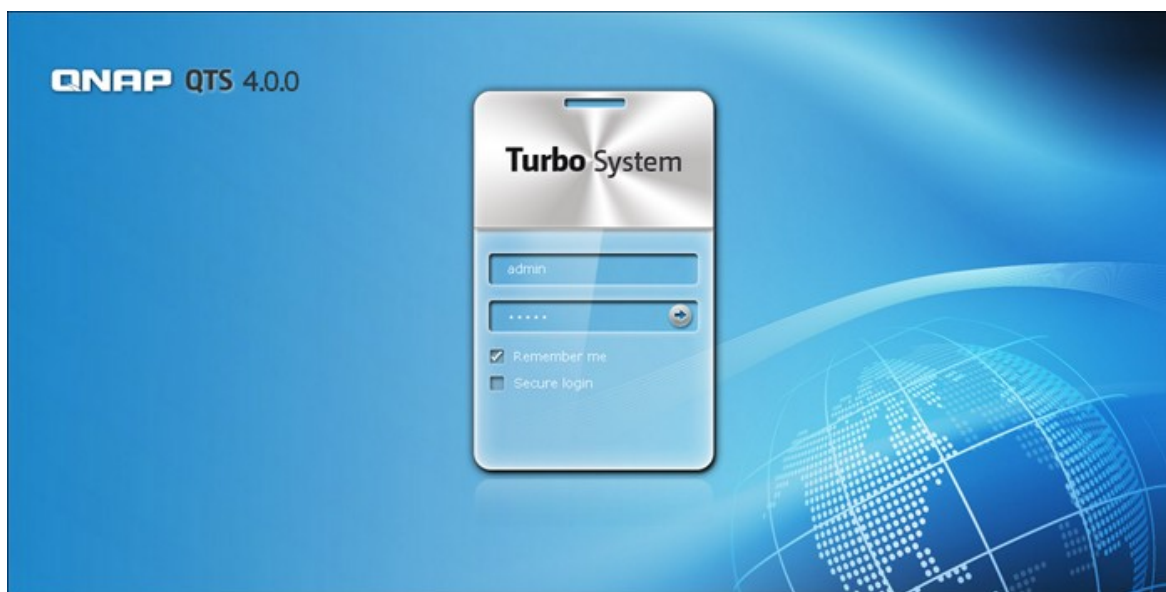 QNAP QTS 4.0.0
Turbo System
admin
•••••
Remember me
Secure login